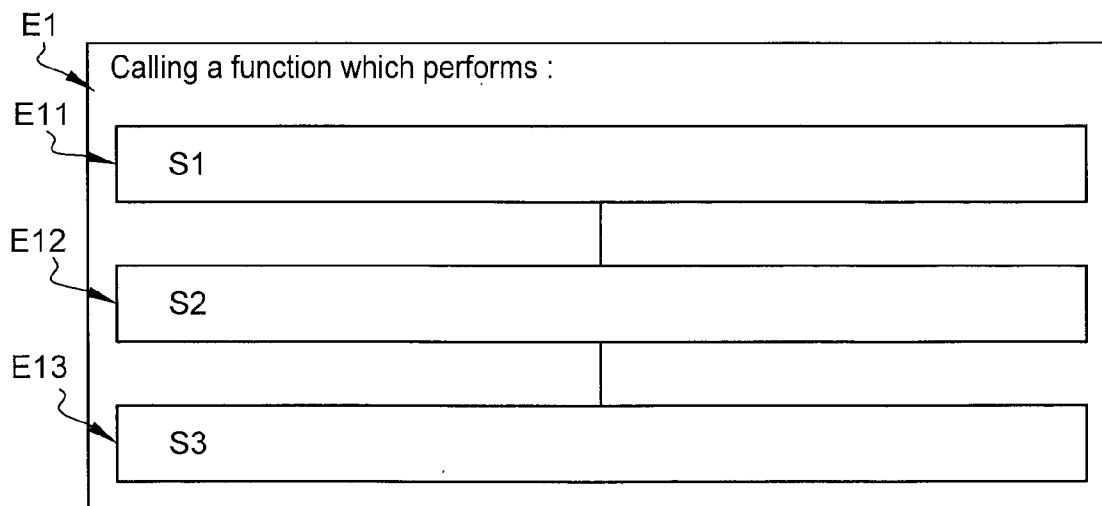 E1
Calling a function which performs :
E11
S1
E12
S2
E13
S3